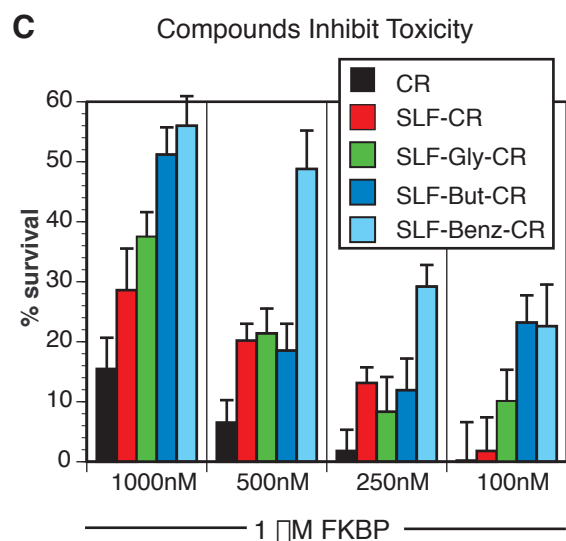 C
Compounds Inhibit Toxicity
CR
SLF-CR
SLF-Gly-CR
SLF-But-CR
SLF-Benz-CR
% survival
60
50
40
30
20
10
0
1000nM 500nM 250nM 100nM
1 □M FKBP